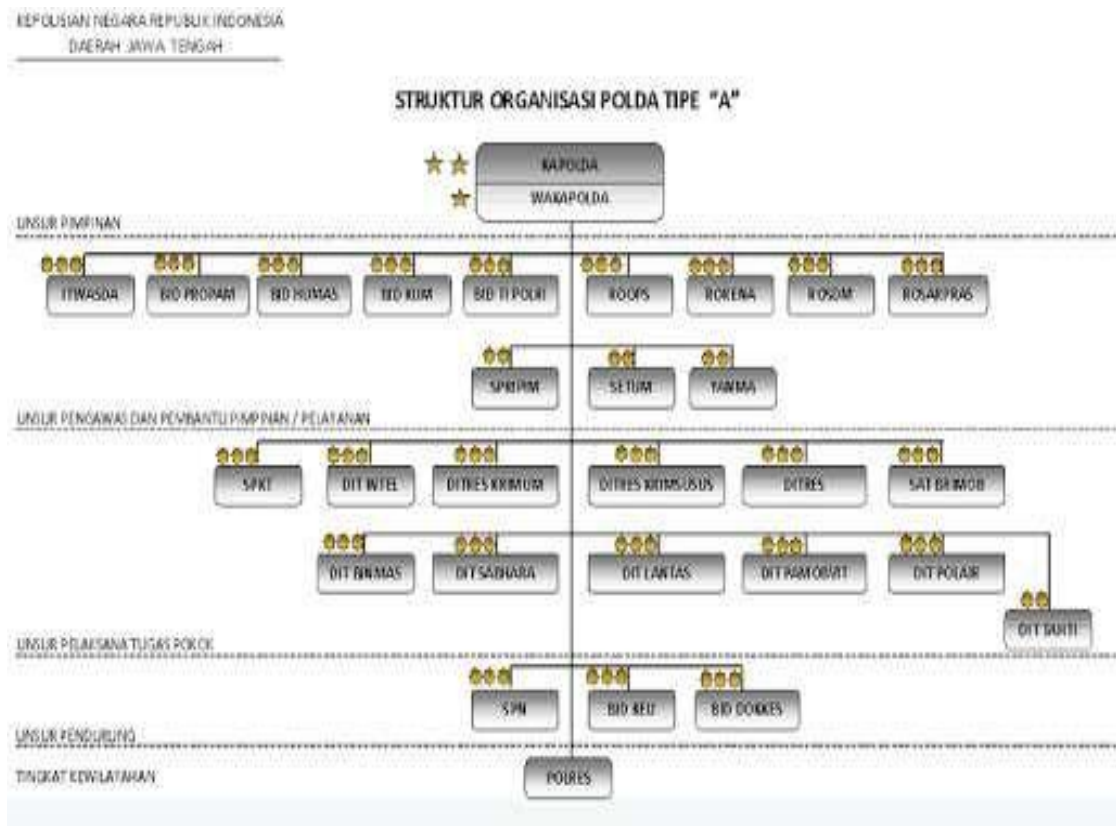 KEPOLISIAN NEGARA REPUBLIK INDONESIA
DAERAH JAWA TENGAH
STRUKTUR ORGANISASI POLDA TIPE "A"
KAPOLDA
WAKAPOLDA
UNSUR PIMPINAN
ITWASDA BID PROPAM BID HUMAS BID KUM BID TI POLRI ROOPS RORENA ROSDM ROSARPRAS
SPRIPIM SETUM YANMA
UNSUR PENGAWAS DAN PEMBANTU PIMPINAN / PELAYANAN
SPKT DIT INTEL DITRES KRIMUM DITRES KRIMSUSUS DITRES SAT BRIMOB
DIT BINMAS DIT SABHARA DIT LANTAS DIT PAMOBVIT DIT POLAIR
DIT TAHTI
UNSUR PELAKSANA TUGAS POKOK
SPN BID KEU BID DOKKES
UNSUR PENDUKUNG
TINGKAT KEWILAYAHAN
POLRES